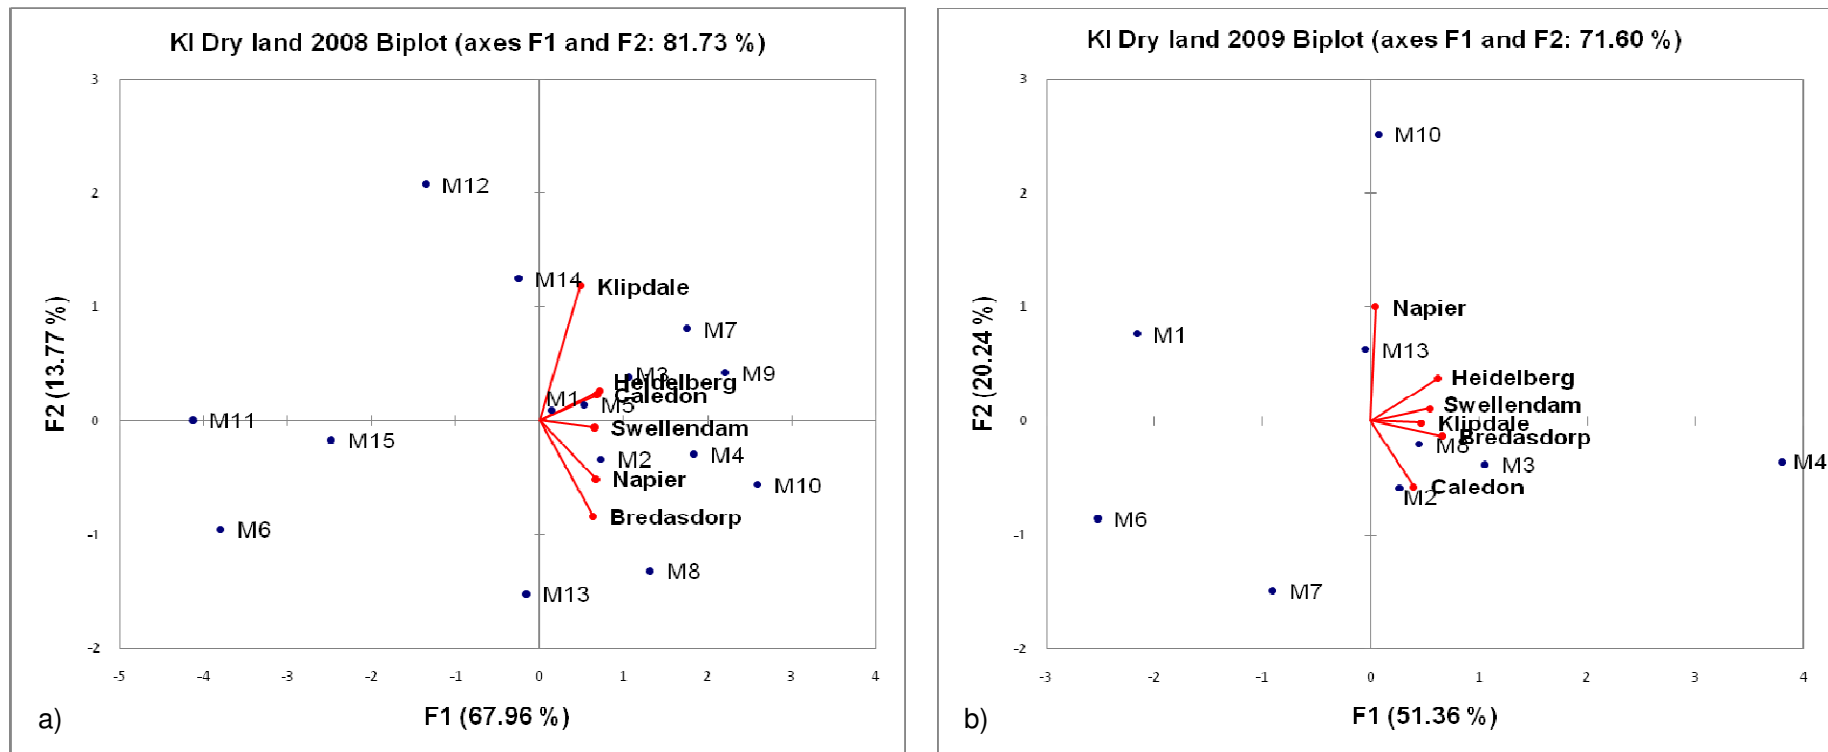 KI Dry land 2008 Biplot (axes F1 and F2: 81.73 %)
3
2
1
0
-1
-2
F2 (13.77 %)
M12
M14
Klipdale
M7
M3
M9
Heidelberg
Caledon
M1
M5
M11
M15
Swellendam
M2
M4
Napier
M10
Bredasdorp
M6
M8
M13
-5 -4 -3 -2 -1 0 1 2 3 4
F1 (67.96 %)
a)
KI Dry land 2009 Biplot (axes F1 and F2: 71.60 %)
3
2
1
0
-1
-2
F2 (20.24 %)
M10
Napier
M1
M13
Heidelberg
Swellendam
Klipdale
Bredasdorp
M8
M3
M4
Caledon
M2
M6
M7
-3 -2 -1 0 1 2 3 4
F1 (51.36 %)
b)